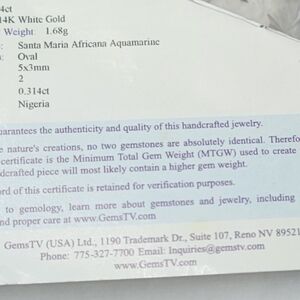 4ct
14K White Gold
Weight: 1.68g
Santa Maria Africana Aquamarine
Oval
5x3mm
2
0.314ct
Nigeria
uarantees the authenticity and quality of this handcrafted jewelry.
e nature's creations, no two gemstones are absolutely identical. Therefo
certificate is the Minimum Total Gem Weight (MTGW) used to create
dcrafted piece will most likely contain a higher gem weight.
ord of this certificate is retained for verification purposes.
to gemology, learn more about gemstones and jewelry, including
and proper care at www.GemsTV.com
GemsTV (USA) Ltd., 1190 Trademark Dr., Suite 107, Reno NV 89521
Phone: 775-327-7700 Email: Inquiries@gemstv.com
www.GemsTV.com